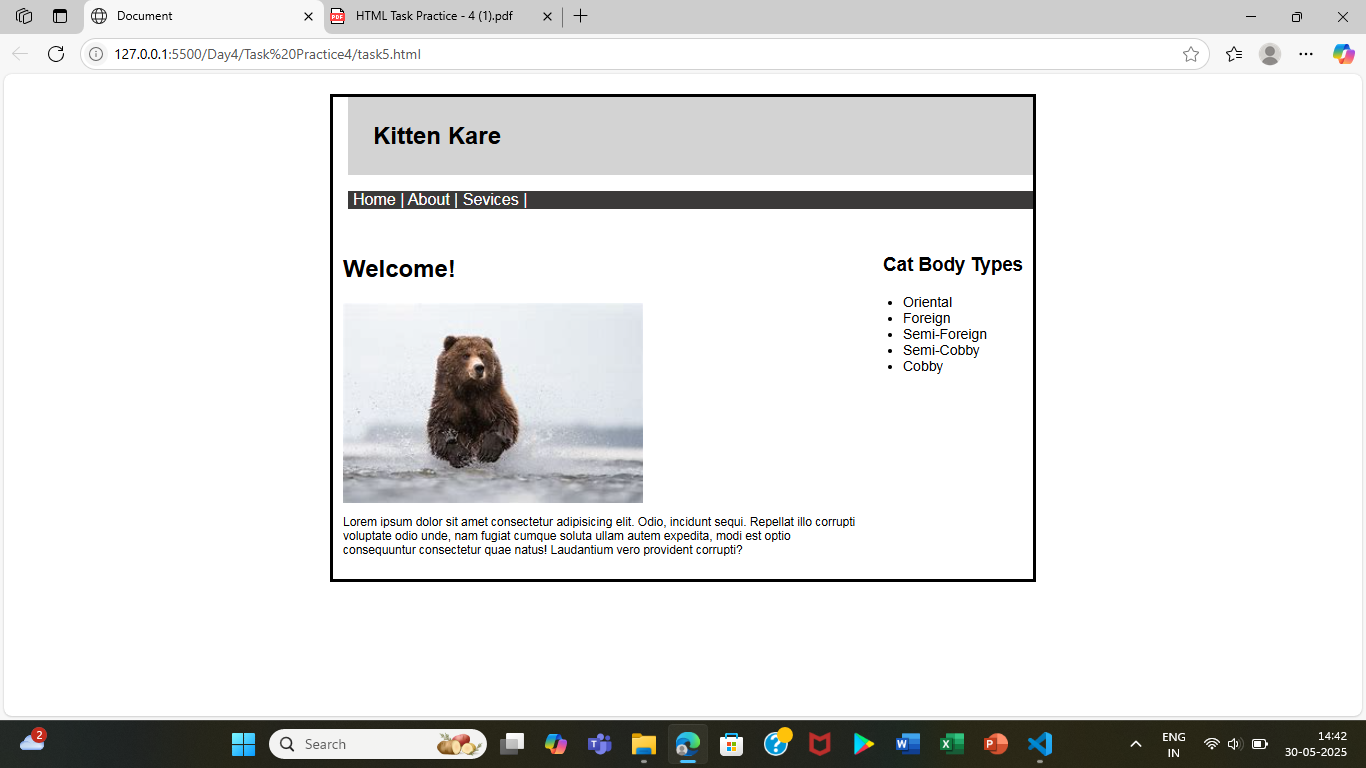 Document
HTML Task Practice - 4 (1).pdf
127.0.0.1:5500/Day4/Task%20Practice4/task5.html
Kitten Kare
Home | About | Sevices |
Welcome!
Lorem ipsum dolor sit amet consectetur adipisicing elit. Odio, incidunt sequi. Repellat illo corrupti
voluptate odio unde, nam fugiat cumque soluta ullam autem expedita, modi est optio
consequuntur consectetur quae natus! Laudantium vero provident corrupti?
Cat Body Types
Oriental
Foreign
Semi-Foreign
Semi-Cobby
Cobby
2
Search
ENG
IN
14:42
30-05-2025